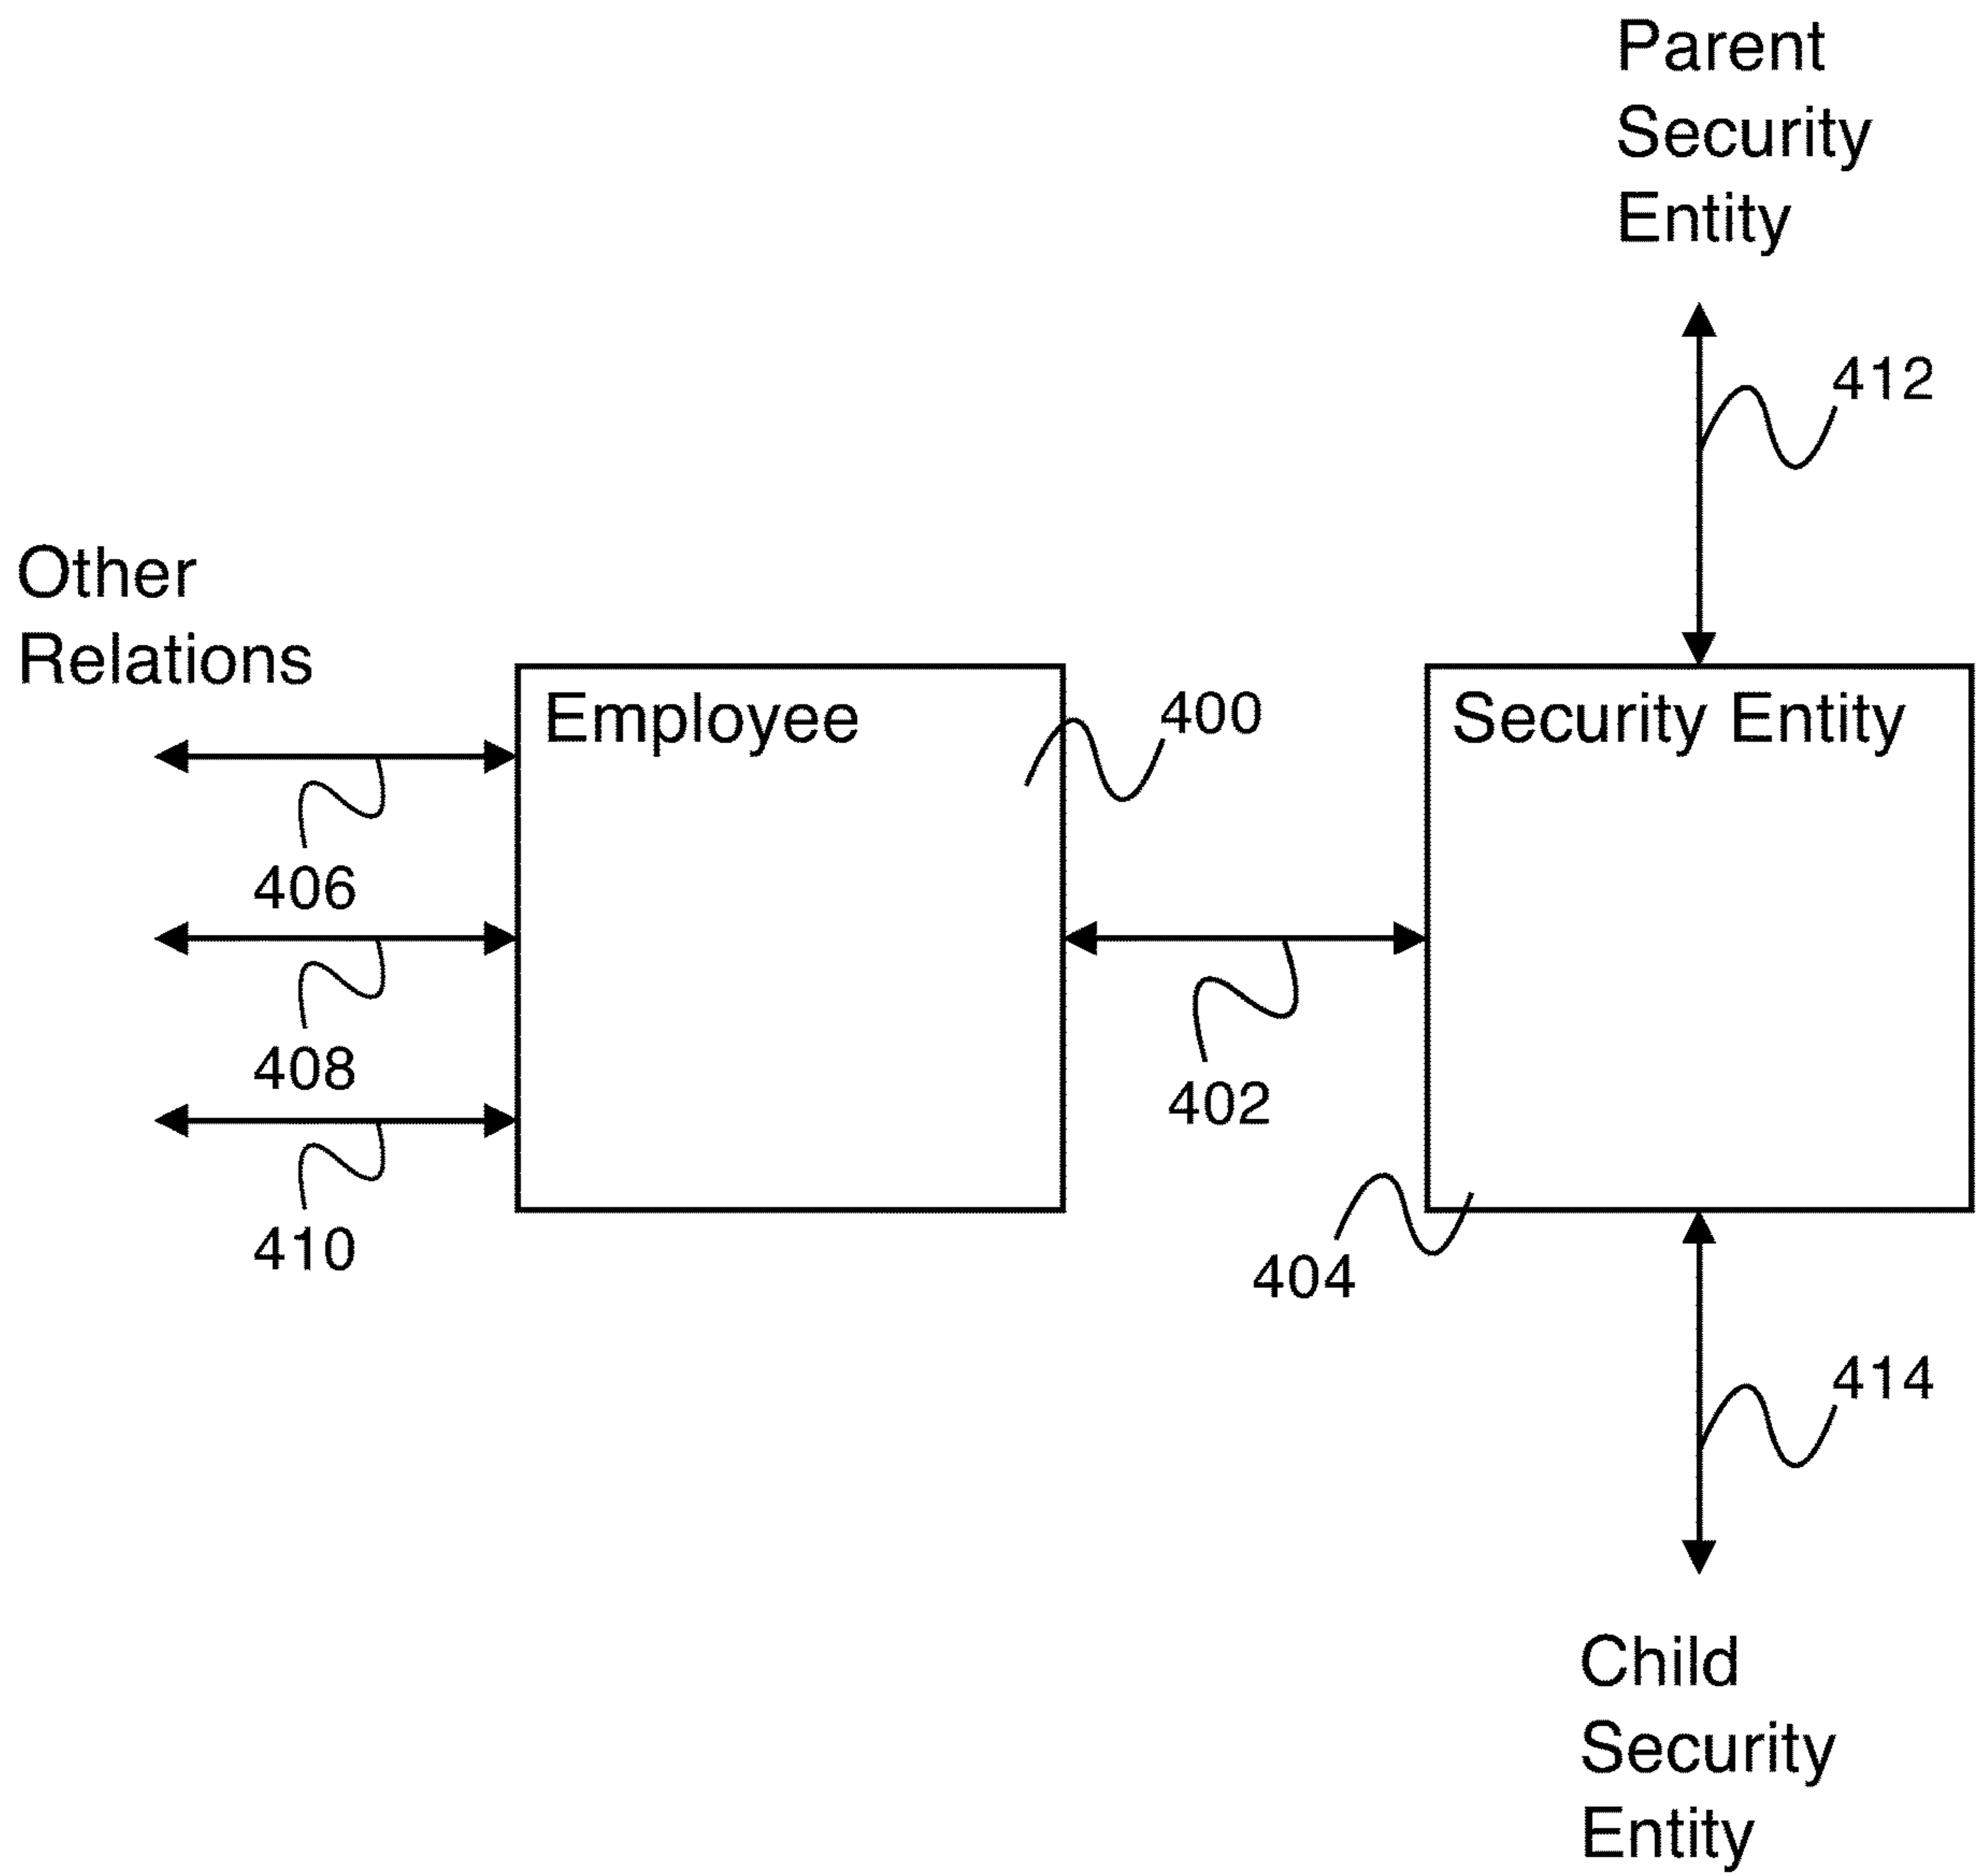 Parent
Security
Entity
412
Other
Relations
Employee
400
Security Entity
406
408
402
410
404
414
Child
Security
Entity